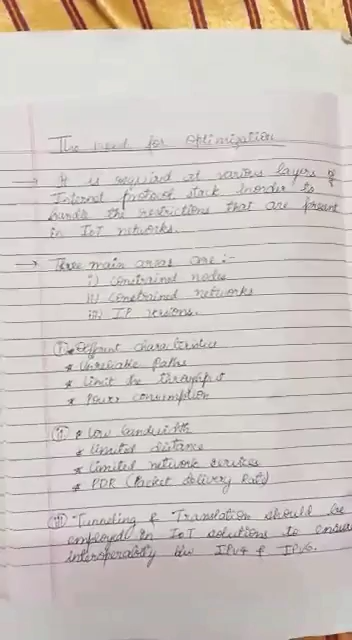 The need for optimization
→ It is required at various layers of
Internet protocol stack inorder to
handle the restrictions that are present
in IoT networks.
→ Three main areas are :-
i) constrained nodes
ii) constrained networks
iii) IP versions.
(i) * Different characteristics
* Unreliable paths
* Limit the throughput
* Power consumption
(ii) * Low bandwidth
* Limited distance
* Limited network services
* PDR (Packet delivery Rate)
(iii) Tunneling & Translation should be
employed in IoT solutions to ensure
interoperability b/w IPv4 & IPv6.